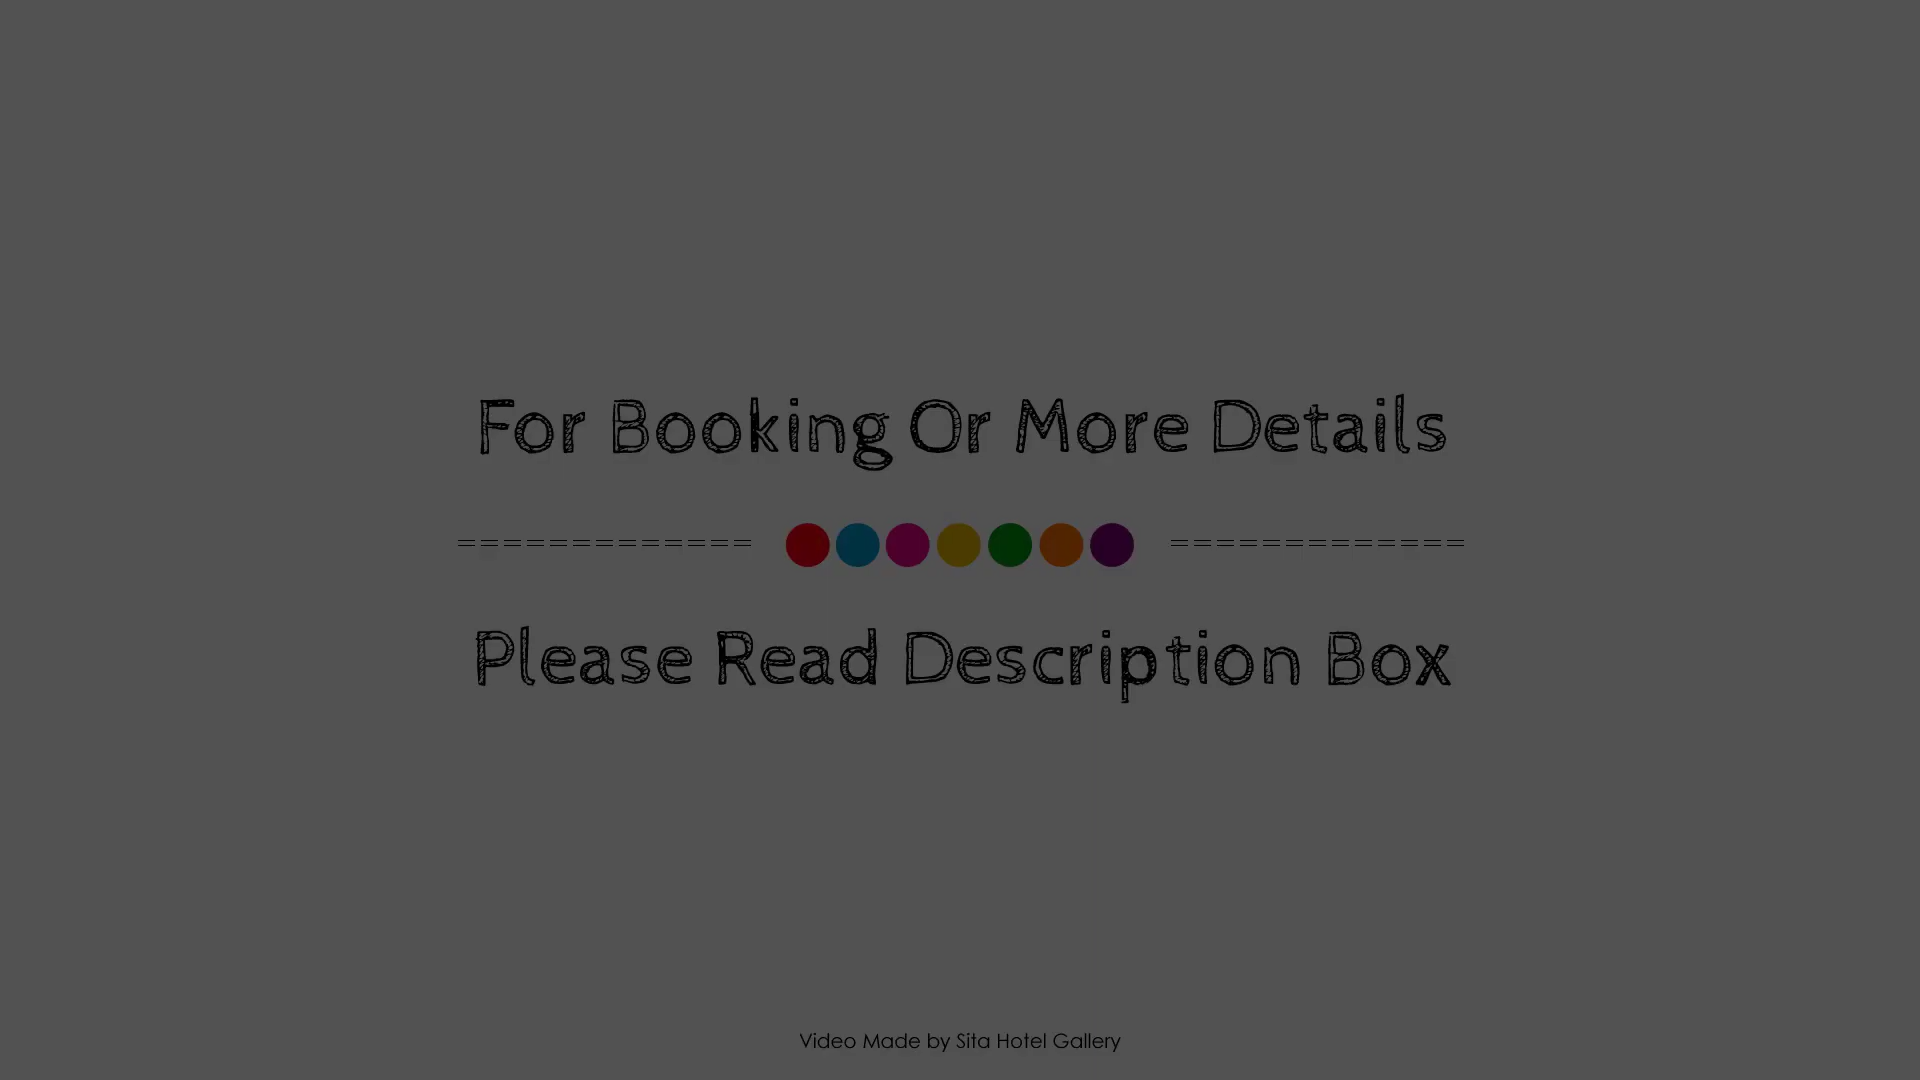 For Booking Or More Details
============= =============
Please Read Description Box
Video Made by Sita Hotel Gallery